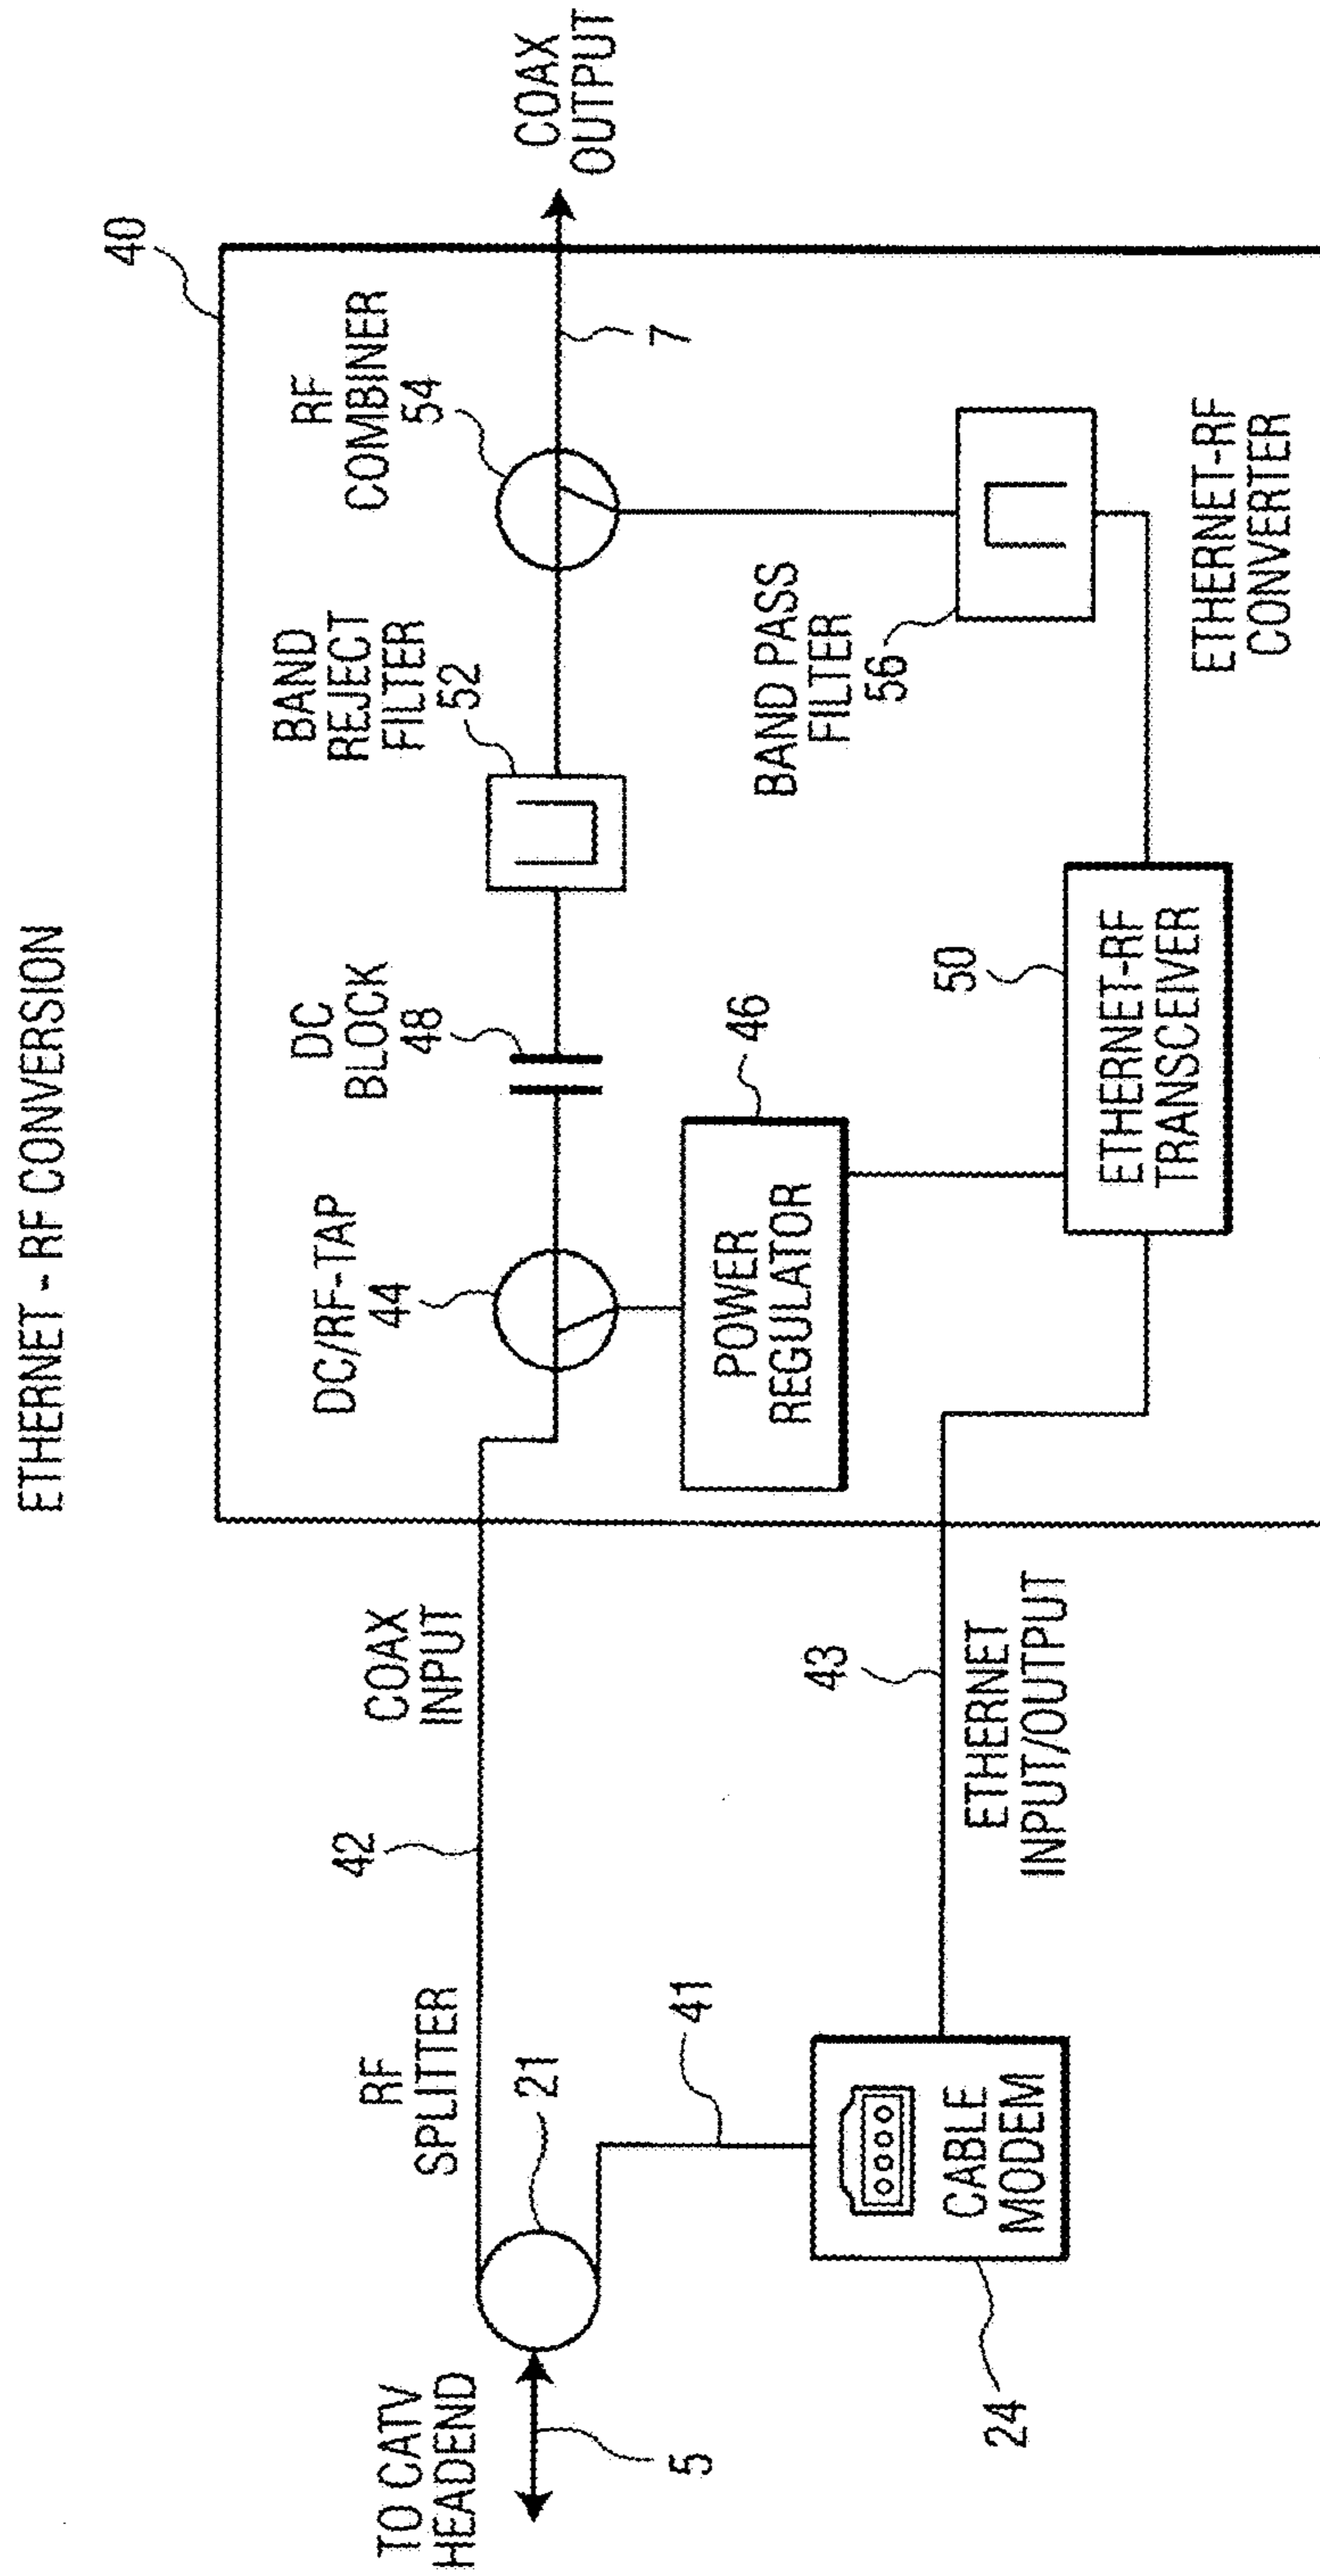 ETHERNET - RF CONVERSION
40
DC/RF-TAP
44
DC
BLOCK
48
BAND
REJECT
FILTER
52
RF
COMBINER
54
COAX
OUTPUT
7
TO CATV
HEADEND
5
RF
SPLITTER
21
42
COAX
INPUT
41
POWER
REGULATOR
46
BAND PASS
FILTER
56
24
CABLE
MODEM
43
ETHERNET
INPUT/OUTPUT
50
ETHERNET-RF
TRANSCEIVER
ETHERNET-RF
CONVERTER